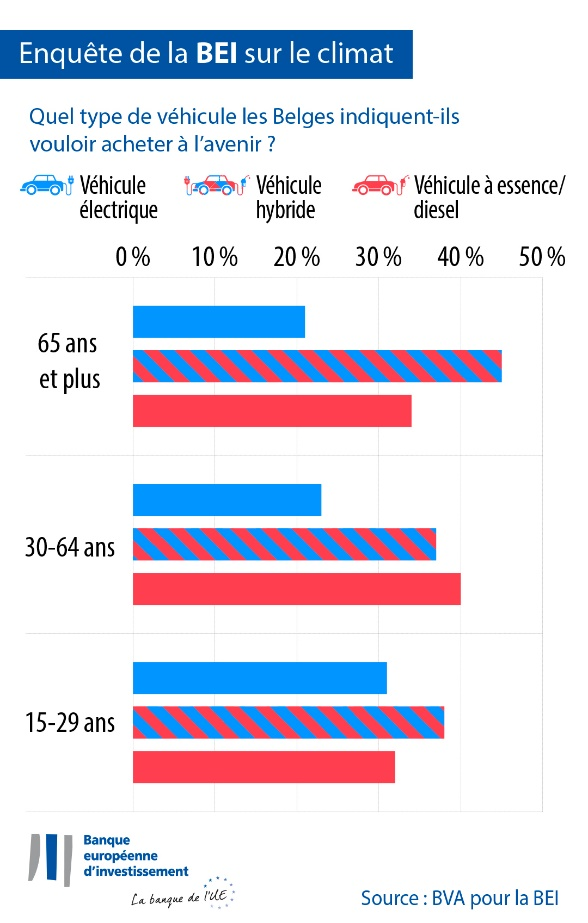 Enquête de la BEI sur le climat
Quel type de véhicule les Belges indiquent-ils
vouloir acheter à l’avenir ?
Véhicule
électrique
Véhicule
hybride
Véhicule à essence/
diesel
0 % 10 % 20 % 30 % 40 % 50 %
65 ans
et plus
30-64 ans
15-29 ans
Banque
européenne
d’investissement
La banque de l’UE
Source : BVA pour la BEI